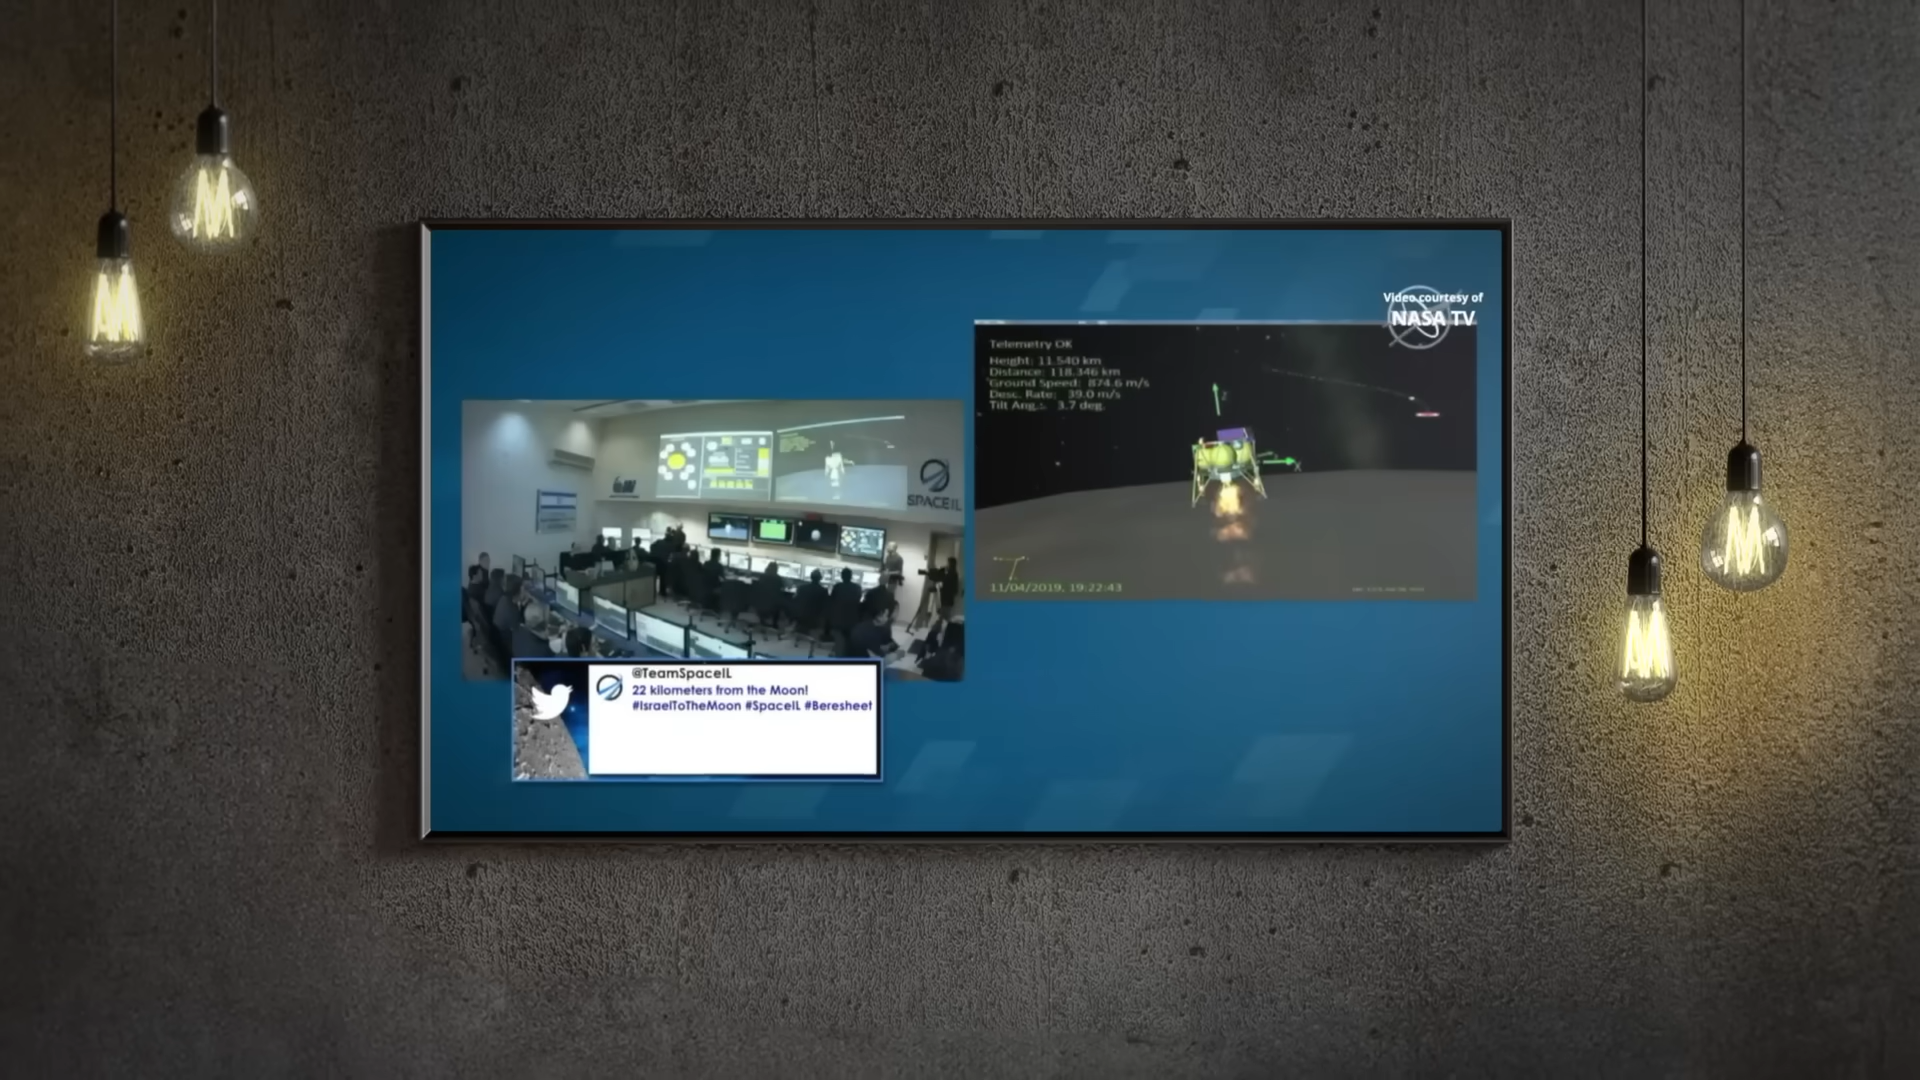 Video courtesy of
NASA TV
Telemetry OK
Height: 11.540 km
Distance: 118.346 km
Ground Speed: 874.6 m/s
Desc. Rate: 39.0 m/s
Tilt Ang.: 3.7 deg.
Z
X
11/04/2019, 19:22:43
SPACEIL
@TeamSpaceIL
22 kilometers from the Moon!
#IsraelToTheMoon #SpaceIL #Beresheet